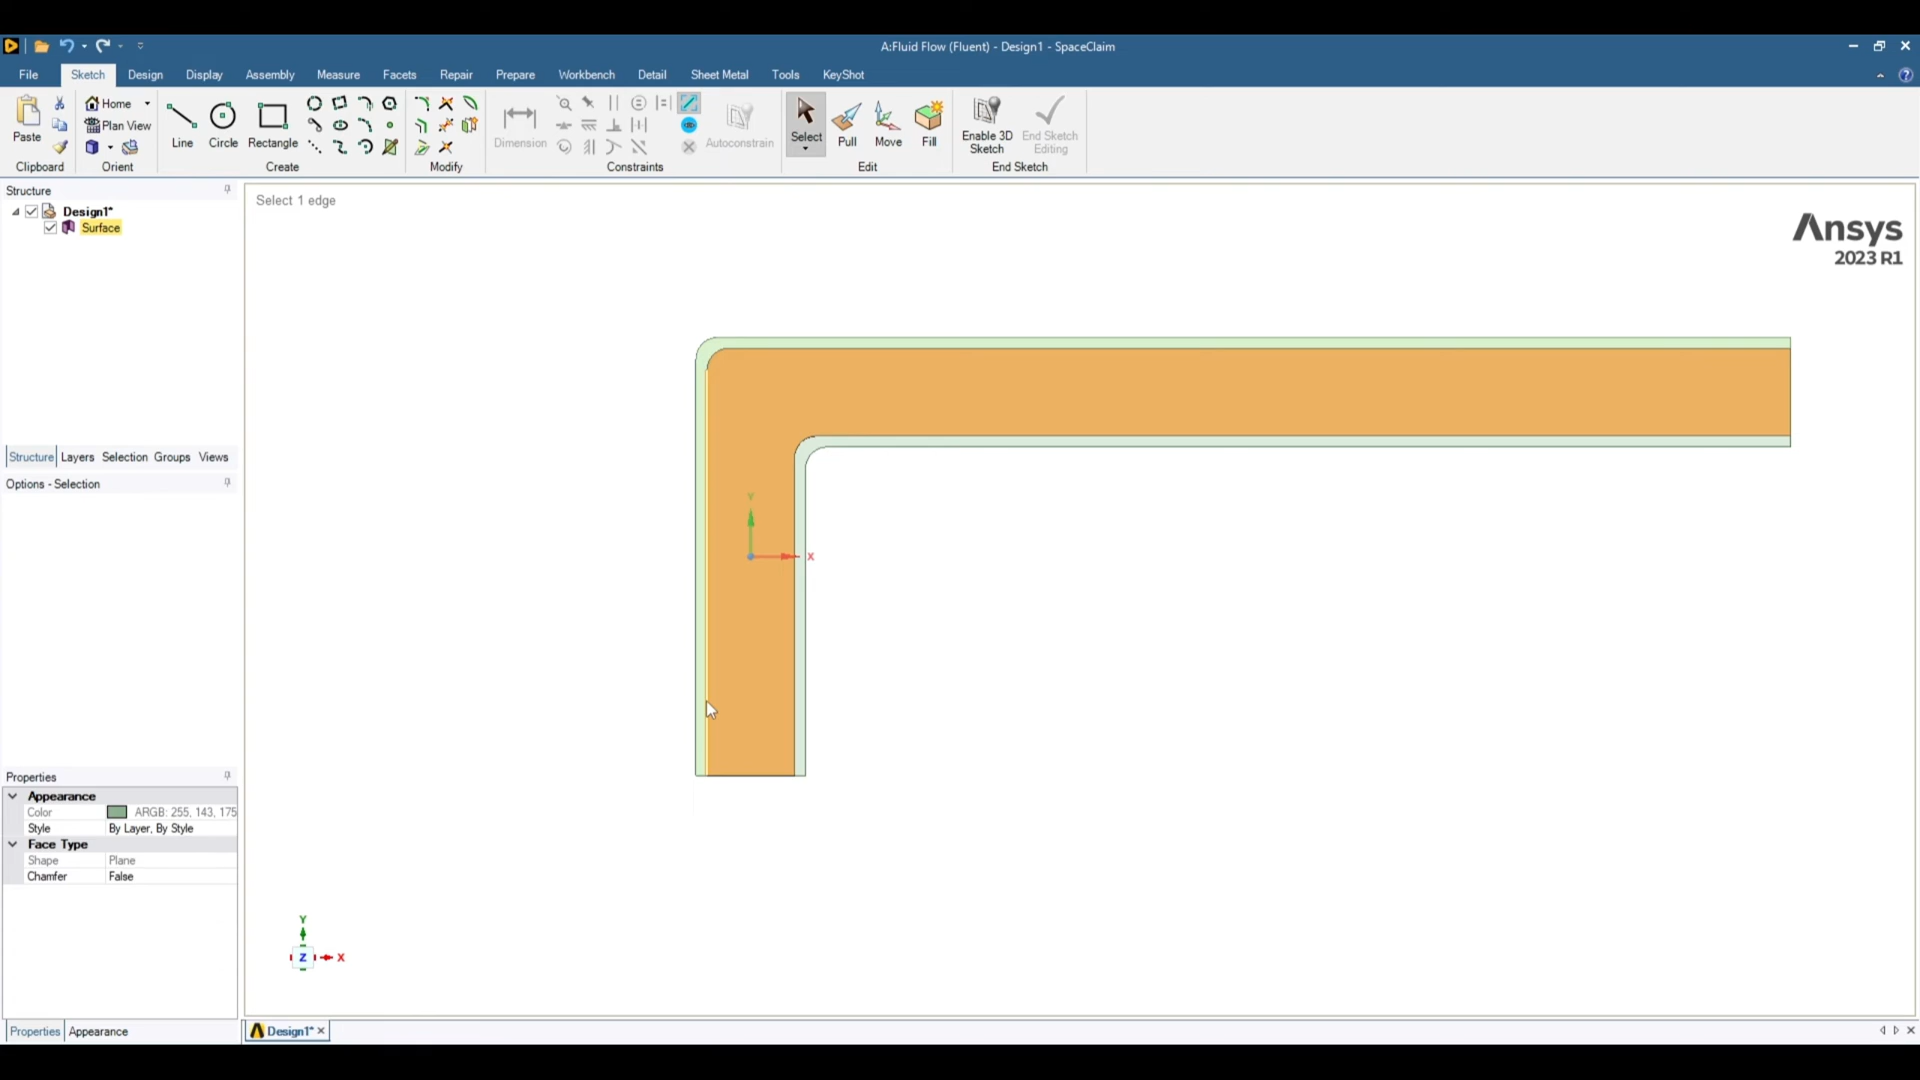 A:Fluid Flow (Fluent) - Design1 - SpaceClaim
File Sketch Design Display Assembly Measure Facets Repair Prepare Workbench Detail Sheet Metal Tools KeyShot
Paste
Home
Plan View
Line Circle Rectangle
Dimension
Autoconstrain
Select Pull Move Fill
Enable 3D Sketch
End Sketch Editing
Clipboard Orient Create Modify Constraints Edit End Sketch
Structure
Design1*
Surface
Structure Layers Selection Groups Views
Options - Selection
Properties
Appearance
Color ARGB: 255, 143, 175
Style By Layer, By Style
Face Type
Shape Plane
Chamfer False
Properties Appearance
Select 1 edge
Ansys
2023 R1
Y
X
Y
Z X
Design1*